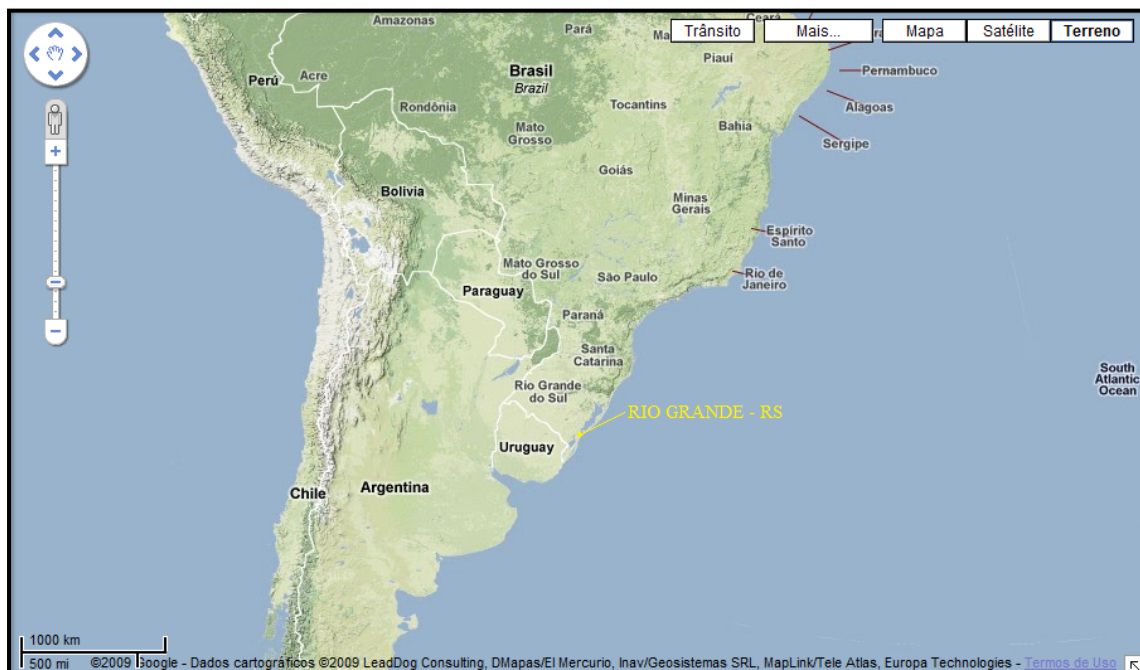 Amazonas
Pará
Ceará
Trânsito
Mais...
Mapa
Satélite
Terreno
Piauí
Perú
Acre
Brasil
Brazil
Pernambuco
Rondônia
Tocantins
Alagoas
Mato
Grosso
Bahia
Sergipe
Goiás
Bolivia
Minas
Gerais
Espírito
Santo
Mato Grosso
do Sul
São Paulo
Rio de
Janeiro
Paraguay
Paraná
Santa
Catarina
South
Atlantic
Ocean
Rio Grande
do Sul
RIO GRANDE - RS
Uruguay
Chile
Argentina
1000 km
500 mi
©2009 Google - Dados cartográficos ©2009 LeadDog Consulting, DMapas/El Mercurio, Inav/Geosistemas SRL, MapLink/Tele Atlas, Europa Technologies - Termos de Uso